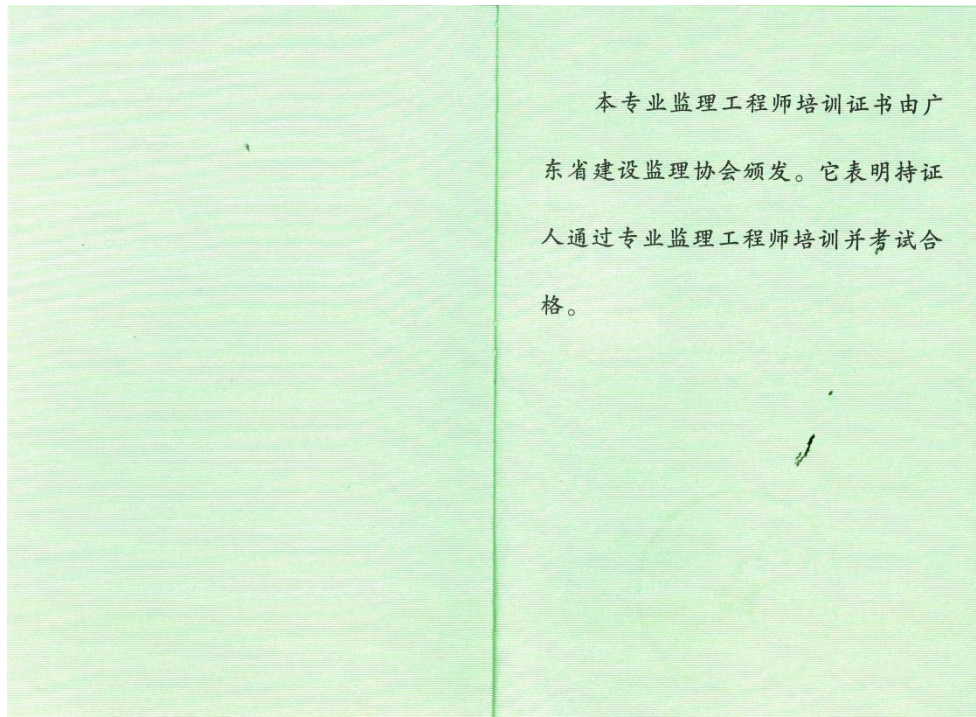 本专业监理工程师培训证书由广
东省建设监理协会颁发。它表明持证
人通过专业监理工程师培训并考试合
格。